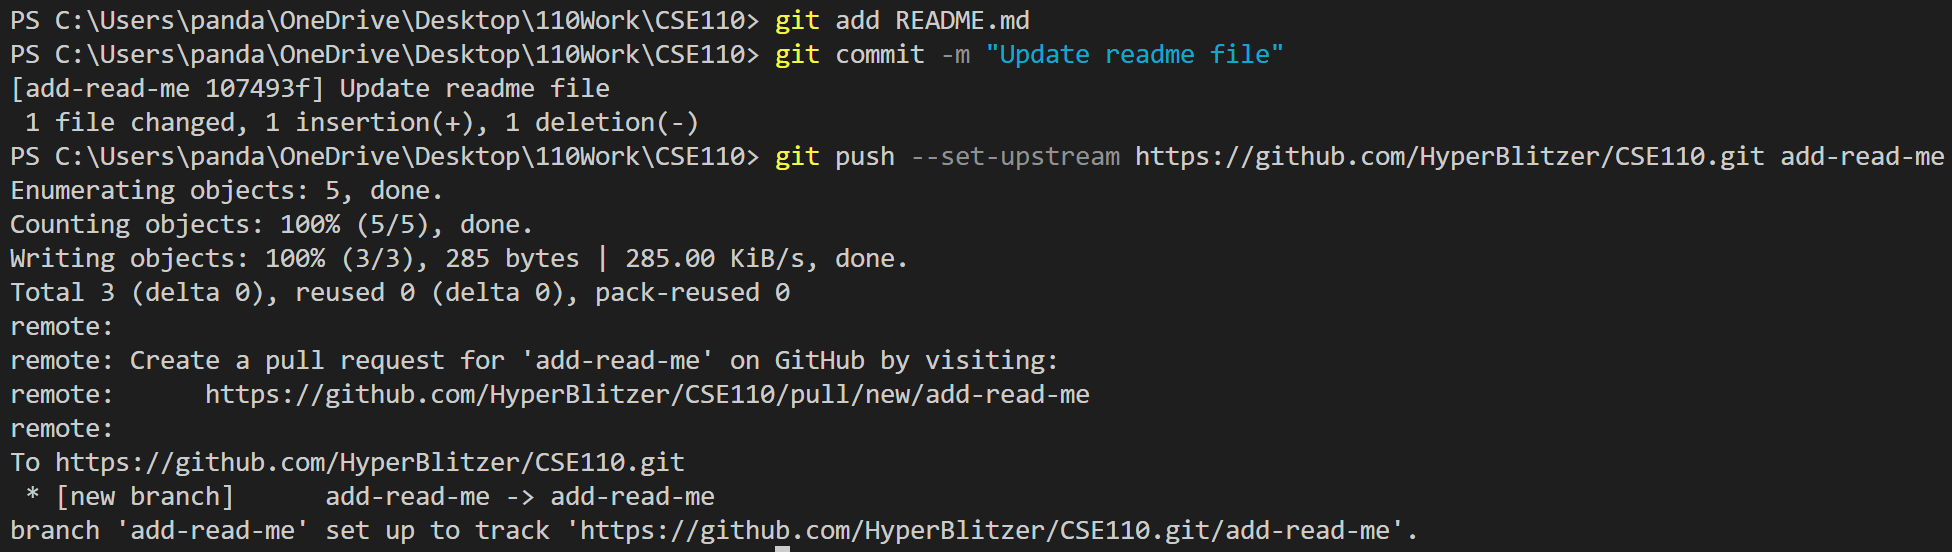 PS C:\Users\panda\OneDrive\Desktop\110Work\CSE110> git add README.md
PS C:\Users\panda\OneDrive\Desktop\110Work\CSE110> git commit -m "Update readme file"
[add-read-me 107493f] Update readme file
 1 file changed, 1 insertion(+), 1 deletion(-)
PS C:\Users\panda\OneDrive\Desktop\110Work\CSE110> git push --set-upstream https://github.com/HyperBlitzer/CSE110.git add-read-me
Enumerating objects: 5, done.
Counting objects: 100% (5/5), done.
Writing objects: 100% (3/3), 285 bytes | 285.00 KiB/s, done.
Total 3 (delta 0), reused 0 (delta 0), pack-reused 0
remote:
remote: Create a pull request for 'add-read-me' on GitHub by visiting:
remote:      https://github.com/HyperBlitzer/CSE110/pull/new/add-read-me
remote:
To https://github.com/HyperBlitzer/CSE110.git
 * [new branch]      add-read-me -> add-read-me
branch 'add-read-me' set up to track 'https://github.com/HyperBlitzer/CSE110.git/add-read-me'.